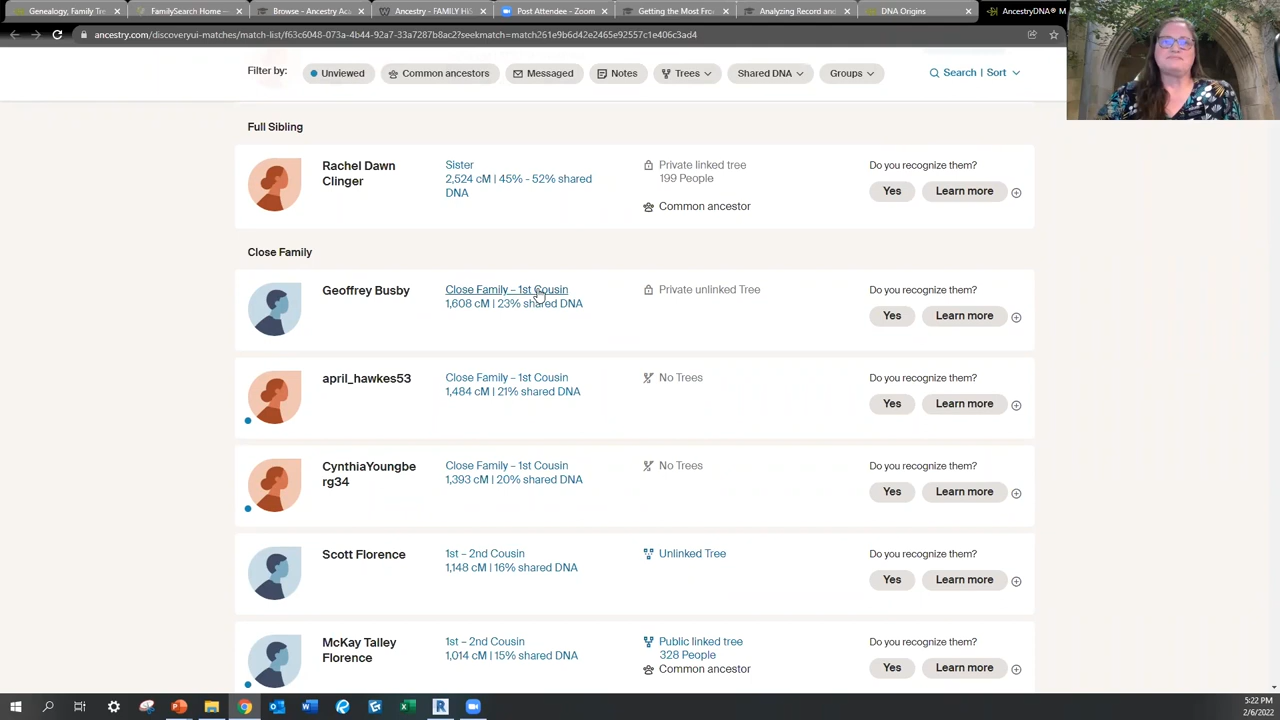 Genealogy, Family Tre
FamilySearch Home –
Browse - Ancestry Aca
Ancestry - FAMILY HIS
Post Attendee - Zoom
Getting the Most Fro
Analyzing Record and
DNA Origins
AncestryDNA® M
ancestry.com/discoveryui-matches/match-list/f63c6048-073a-4b44-92a7-33a7287b8ac2?seekmatch=match261e9b6d42e2465e92557c1e406c3ad4
Filter by:
Unviewed
Common ancestors
Messaged
Notes
Trees
Shared DNA
Groups
Search | Sort
Full Sibling
Rachel Dawn
Clinger
Sister
2,524 cM | 45% - 52% shared
DNA
Private linked tree
199 People
Common ancestor
Do you recognize them?
Yes
Learn more
Close Family
Geoffrey Busby
Close Family – 1st Cousin
1,608 cM | 23% shared DNA
Private unlinked Tree
Do you recognize them?
Yes
Learn more
april_hawkes53
Close Family – 1st Cousin
1,484 cM | 21% shared DNA
No Trees
Do you recognize them?
Yes
Learn more
CynthiaYoungbe
rg34
Close Family – 1st Cousin
1,393 cM | 20% shared DNA
No Trees
Do you recognize them?
Yes
Learn more
Scott Florence
1st – 2nd Cousin
1,148 cM | 16% shared DNA
Unlinked Tree
Do you recognize them?
Yes
Learn more
McKay Talley
Florence
1st – 2nd Cousin
1,014 cM | 15% shared DNA
Public linked tree
328 People
Common ancestor
Do you recognize them?
Yes
Learn more
5:22 PM
2/6/2022